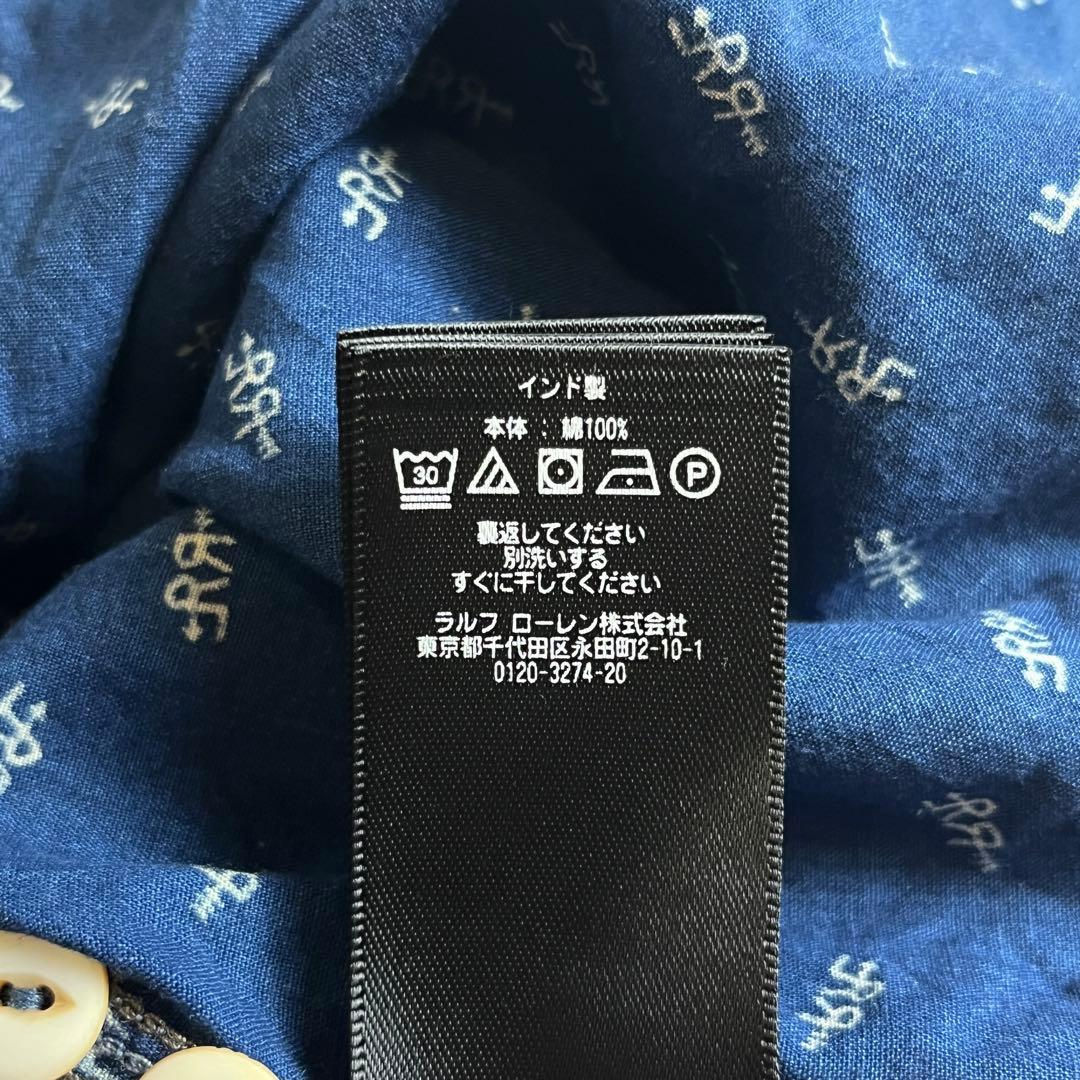 インド製
本体 : 綿100%
30 P
裏返してください
別洗いする
すぐに干してください
ラルフ ローレン株式会社
東京都千代田区永田町2-10-1
0120-3274-20